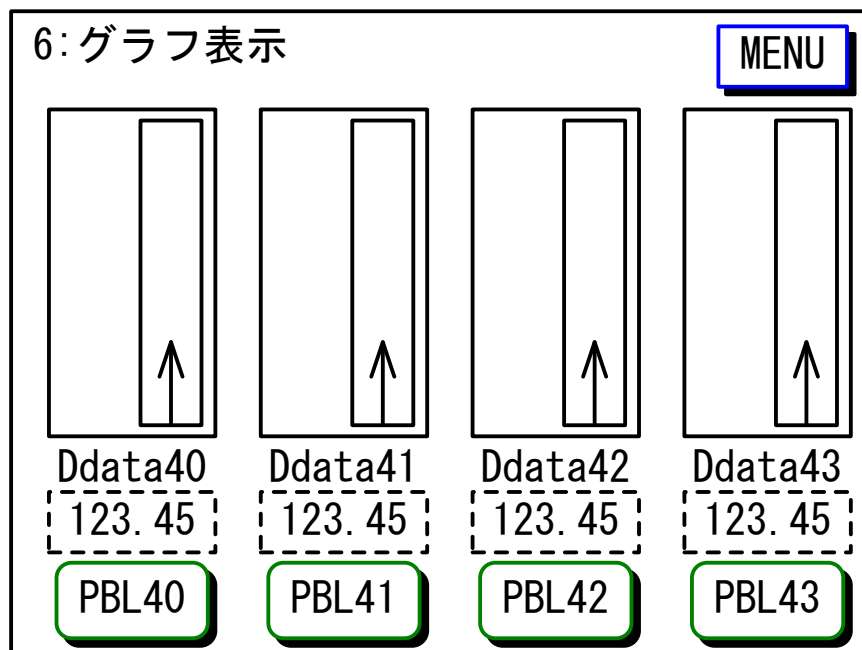 6:グラフ表示 MENU
Ddata40 Ddata41 Ddata42 Ddata43
123.45 123.45 123.45 123.45
PBL40 PBL41 PBL42 PBL43